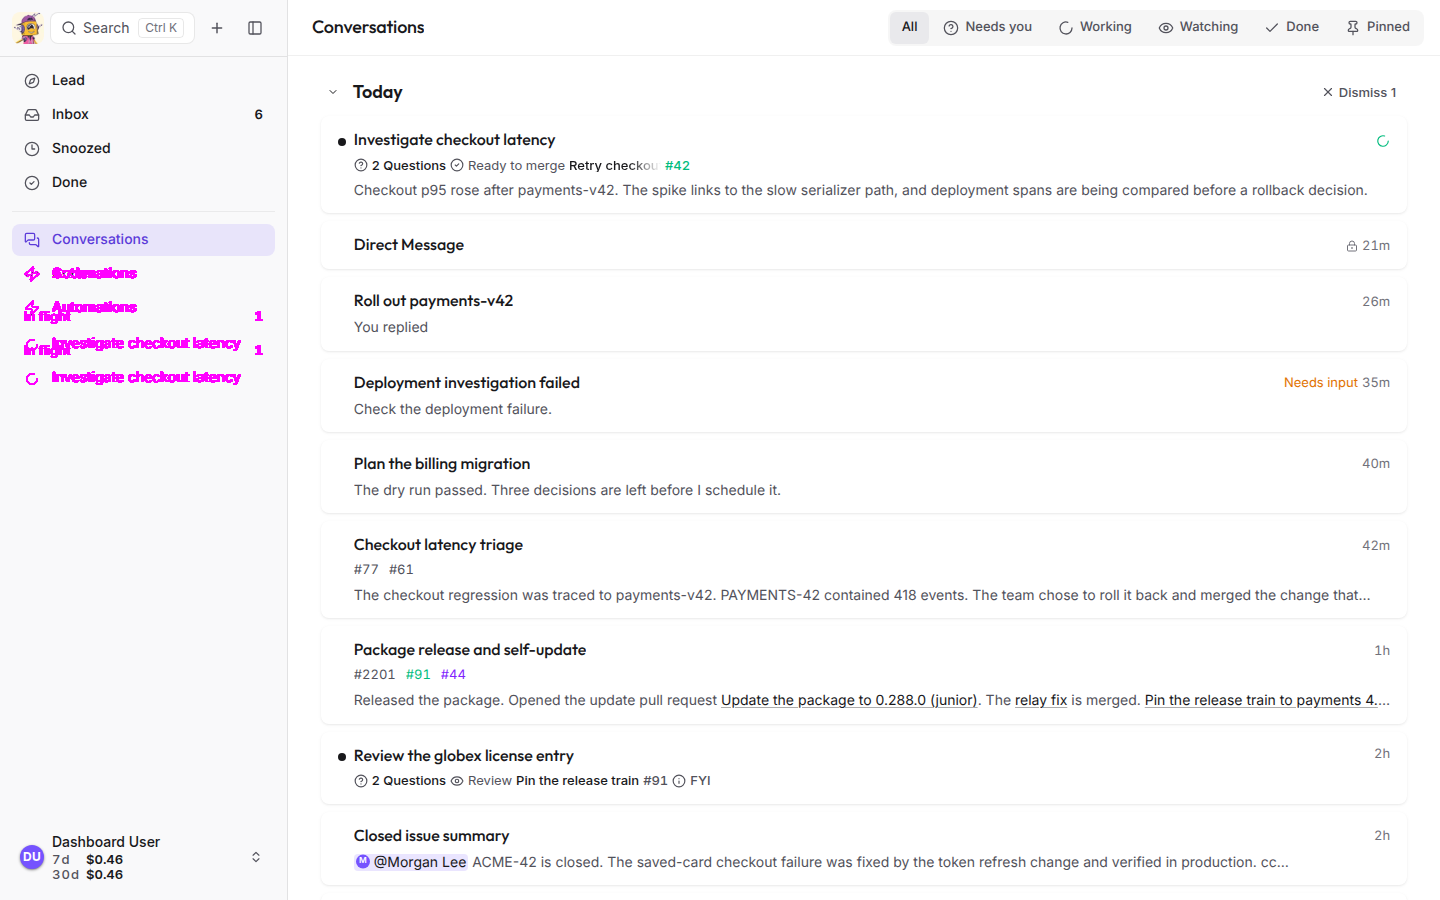 Search Ctrl K
Lead
Inbox 6
Snoozed
Done
Conversations
Automations
In flight 1
Investigate checkout latency
In flight 1
Investigate checkout latency
DU Dashboard User
7d $0.46
30d $0.46
Conversations
All Needs you Working Watching Done Pinned
Today Dismiss 1
Investigate checkout latency
2 Questions Ready to merge Retry checkou #42
Checkout p95 rose after payments-v42. The spike links to the slow serializer path, and deployment spans are being compared before a rollback decision.
Direct Message 21m
Roll out payments-v42 26m
You replied
Deployment investigation failed Needs input 35m
Check the deployment failure.
Plan the billing migration 40m
The dry run passed. Three decisions are left before I schedule it.
Checkout latency triage 42m
#77 #61
The checkout regression was traced to payments-v42. PAYMENTS-42 contained 418 events. The team chose to roll it back and merged the change that...
Package release and self-update 1h
#2201 #91 #44
Released the package. Opened the update pull request Update the package to 0.288.0 (junior). The relay fix is merged. Pin the release train to payments 4....
Review the globex license entry 2h
2 Questions Review Pin the release train #91 FYI
Closed issue summary 2h
M @Morgan Lee ACME-42 is closed. The saved-card checkout failure was fixed by the token refresh change and verified in production. cc...